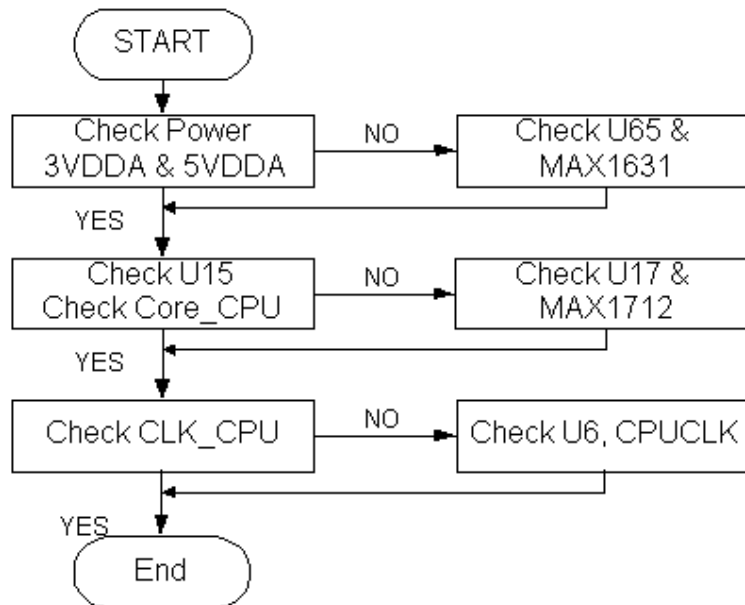 START
Check Power
3VDDA & 5VDDA
NO
Check U65 &
MAX1631
YES
Check U15
Check Core_CPU
NO
Check U17 &
MAX1712
YES
Check CLK_CPU
NO
Check U6, CPUCLK
YES
End